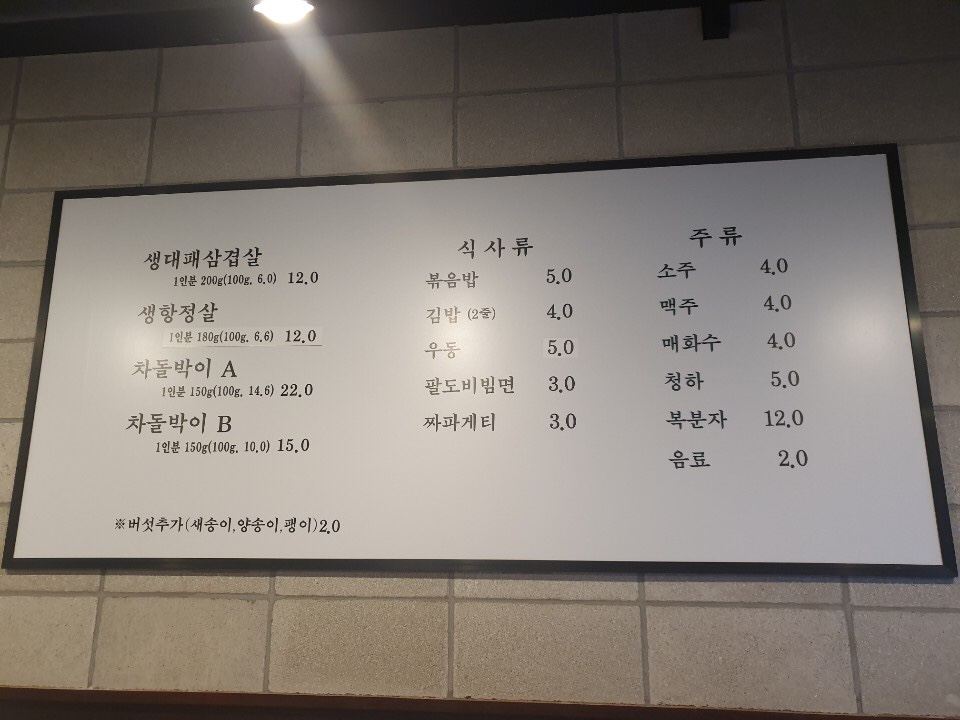 생대패삼겹살
1인분 200g(100g. 6.0) 12.0
생항정살
1인분 180g(100g. 6.6) 12.0
차돌박이 A
1인분 150g(100g. 14.6) 22.0
차돌박이 B
1인분 150g(100g. 10.0) 15.0
※버섯추가(새송이,양송이,팽이)2.0
식사류
볶음밥 5.0
김밥 (2줄) 4.0
우동 5.0
팔도비빔면 3.0
짜파게티 3.0
주류
소주 4.0
맥주 4.0
매화수 4.0
청하 5.0
복분자 12.0
음료 2.0